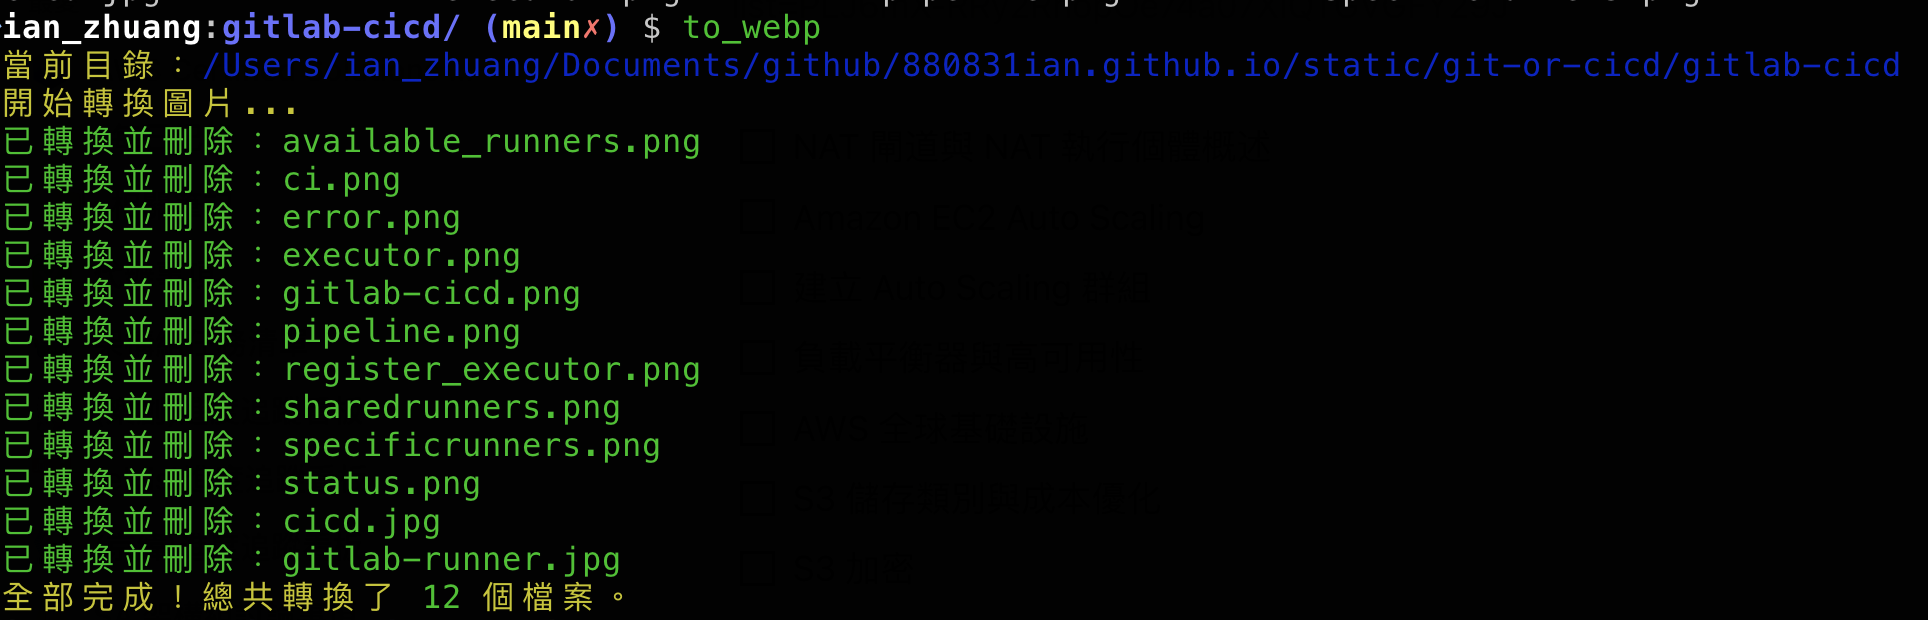 ian_zhuang:gitlab-cicd/ (main✗) $ to_webp
當前目錄：/Users/ian_zhuang/Documents/github/880831ian.github.io/static/git-or-cicd/gitlab-cicd
開始轉換圖片...
已轉換並刪除：available_runners.png
已轉換並刪除：ci.png
已轉換並刪除：error.png
已轉換並刪除：executor.png
已轉換並刪除：gitlab-cicd.png
已轉換並刪除：pipeline.png
已轉換並刪除：register_executor.png
已轉換並刪除：sharedrunners.png
已轉換並刪除：specificrunners.png
已轉換並刪除：status.png
已轉換並刪除：cicd.jpg
已轉換並刪除：gitlab-runner.jpg
全部完成！總共轉換了 12 個檔案。